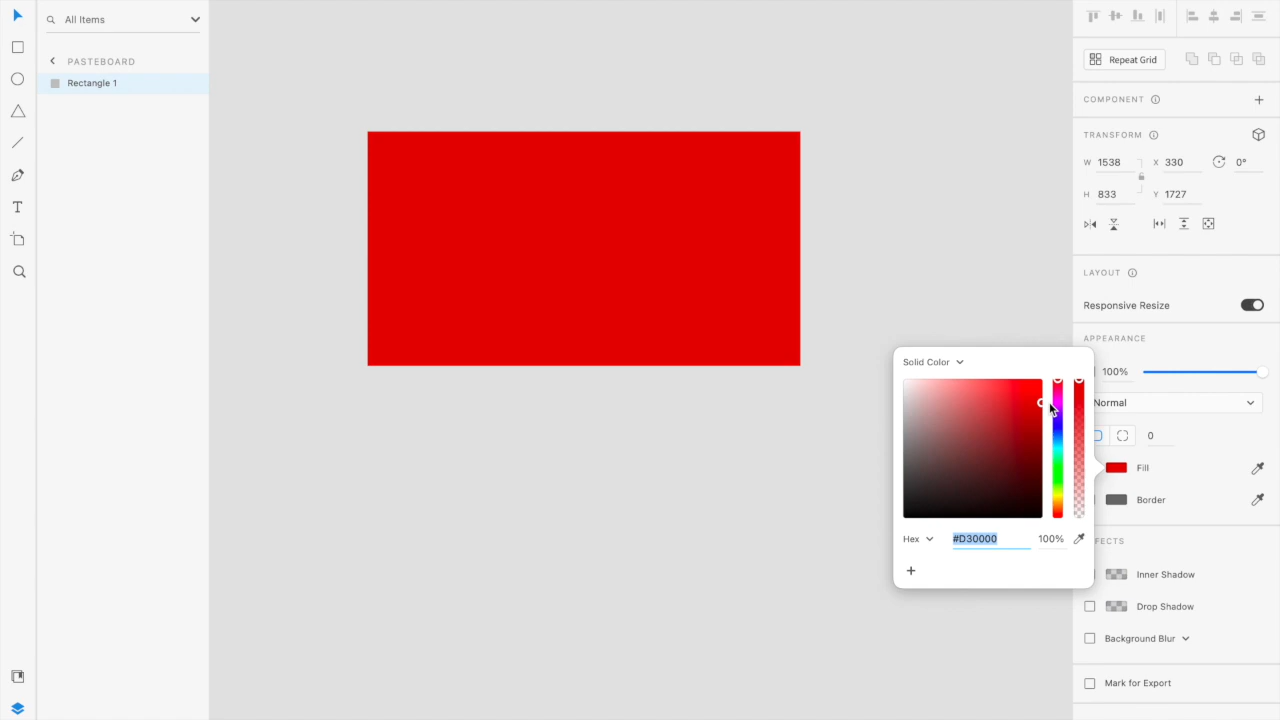 All Items
PASTEBOARD
Rectangle 1
Repeat Grid
COMPONENT
TRANSFORM
W 1538 X 330 0°
H 833 Y 1727
LAYOUT
Responsive Resize
APPEARANCE
100%
Normal
0
Fill
Border
Solid Color
Hex #D30000 100%
FECTS
Inner Shadow
Drop Shadow
Background Blur
Mark for Export